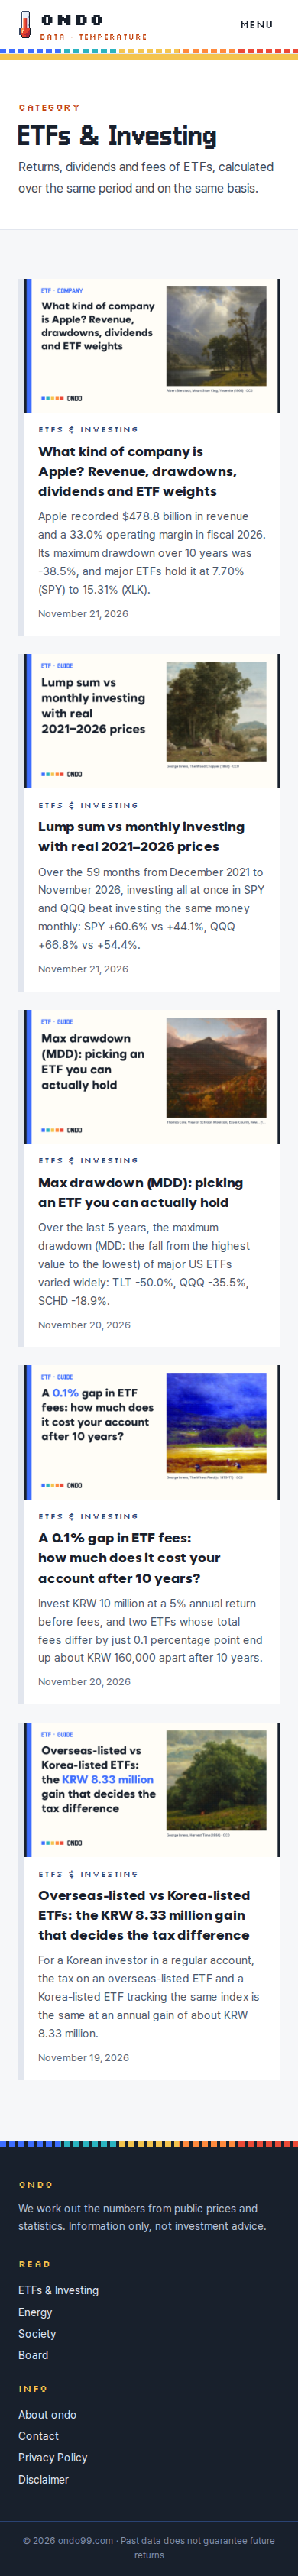 ONDO
DATA · TEMPERATURE
MENU
CATEGORY
ETFs & Investing
Returns, dividends and fees of ETFs, calculated
over the same period and on the same basis.
ETF · COMPANY
What kind of company
is Apple? Revenue,
drawdowns, dividends
and ETF weights
ONDO
ETFS & INVESTING
What kind of company is
Apple? Revenue, drawdowns,
dividends and ETF weights
Apple recorded $478.8 billion in revenue
and a 33.0% operating margin in fiscal 2026.
Its maximum drawdown over 10 years was
-38.5%, and major ETFs hold it at 7.70%
(SPY) to 15.31% (XLK).
November 21, 2026
ETF · GUIDE
Lump sum vs
monthly investing
with real
2021–2026 prices
ONDO
ETFS & INVESTING
Lump sum vs monthly investing
with real 2021–2026 prices
Over the 59 months from December 2021 to
November 2026, investing all at once in SPY
and QQQ beat investing the same money
monthly: SPY +60.6% vs +44.1%, QQQ
+66.8% vs +54.4%.
November 21, 2026
ETF · GUIDE
Max drawdown
(MDD): picking an
ETF you can
actually hold
ONDO
ETFS & INVESTING
Max drawdown (MDD): picking
an ETF you can actually hold
Over the last 5 years, the maximum
drawdown (MDD: the fall from the highest
value to the lowest) of major US ETFs
varied widely: TLT -50.0%, QQQ -35.5%,
SCHD -18.9%.
November 20, 2026
ETF · GUIDE
A 0.1% gap in ETF
fees: how much does
it cost your account
after 10 years?
ONDO
ETFS & INVESTING
A 0.1% gap in ETF fees:
how much does it cost your
account after 10 years?
Invest KRW 10 million at a 5% annual return
before fees, and two ETFs whose total
fees differ by just 0.1 percentage point end
up about KRW 160,000 apart after 10 years.
November 20, 2026
ETF · GUIDE
Overseas-listed vs
Korea-listed ETFs:
the KRW 8.33 million
gain that decides the
tax difference
ONDO
ETFS & INVESTING
Overseas-listed vs Korea-listed
ETFs: the KRW 8.33 million gain
that decides the tax difference
For a Korean investor in a regular account,
the tax on an overseas-listed ETF and a
Korea-listed ETF tracking the same index is
the same at an annual gain of about KRW
8.33 million.
November 19, 2026
ONDO
We work out the numbers from public prices and
statistics. Information only, not investment advice.
READ
ETFs & Investing
Energy
Society
Board
INFO
About ondo
Contact
Privacy Policy
Disclaimer
© 2026 ondo99.com · Past data does not guarantee future
returns